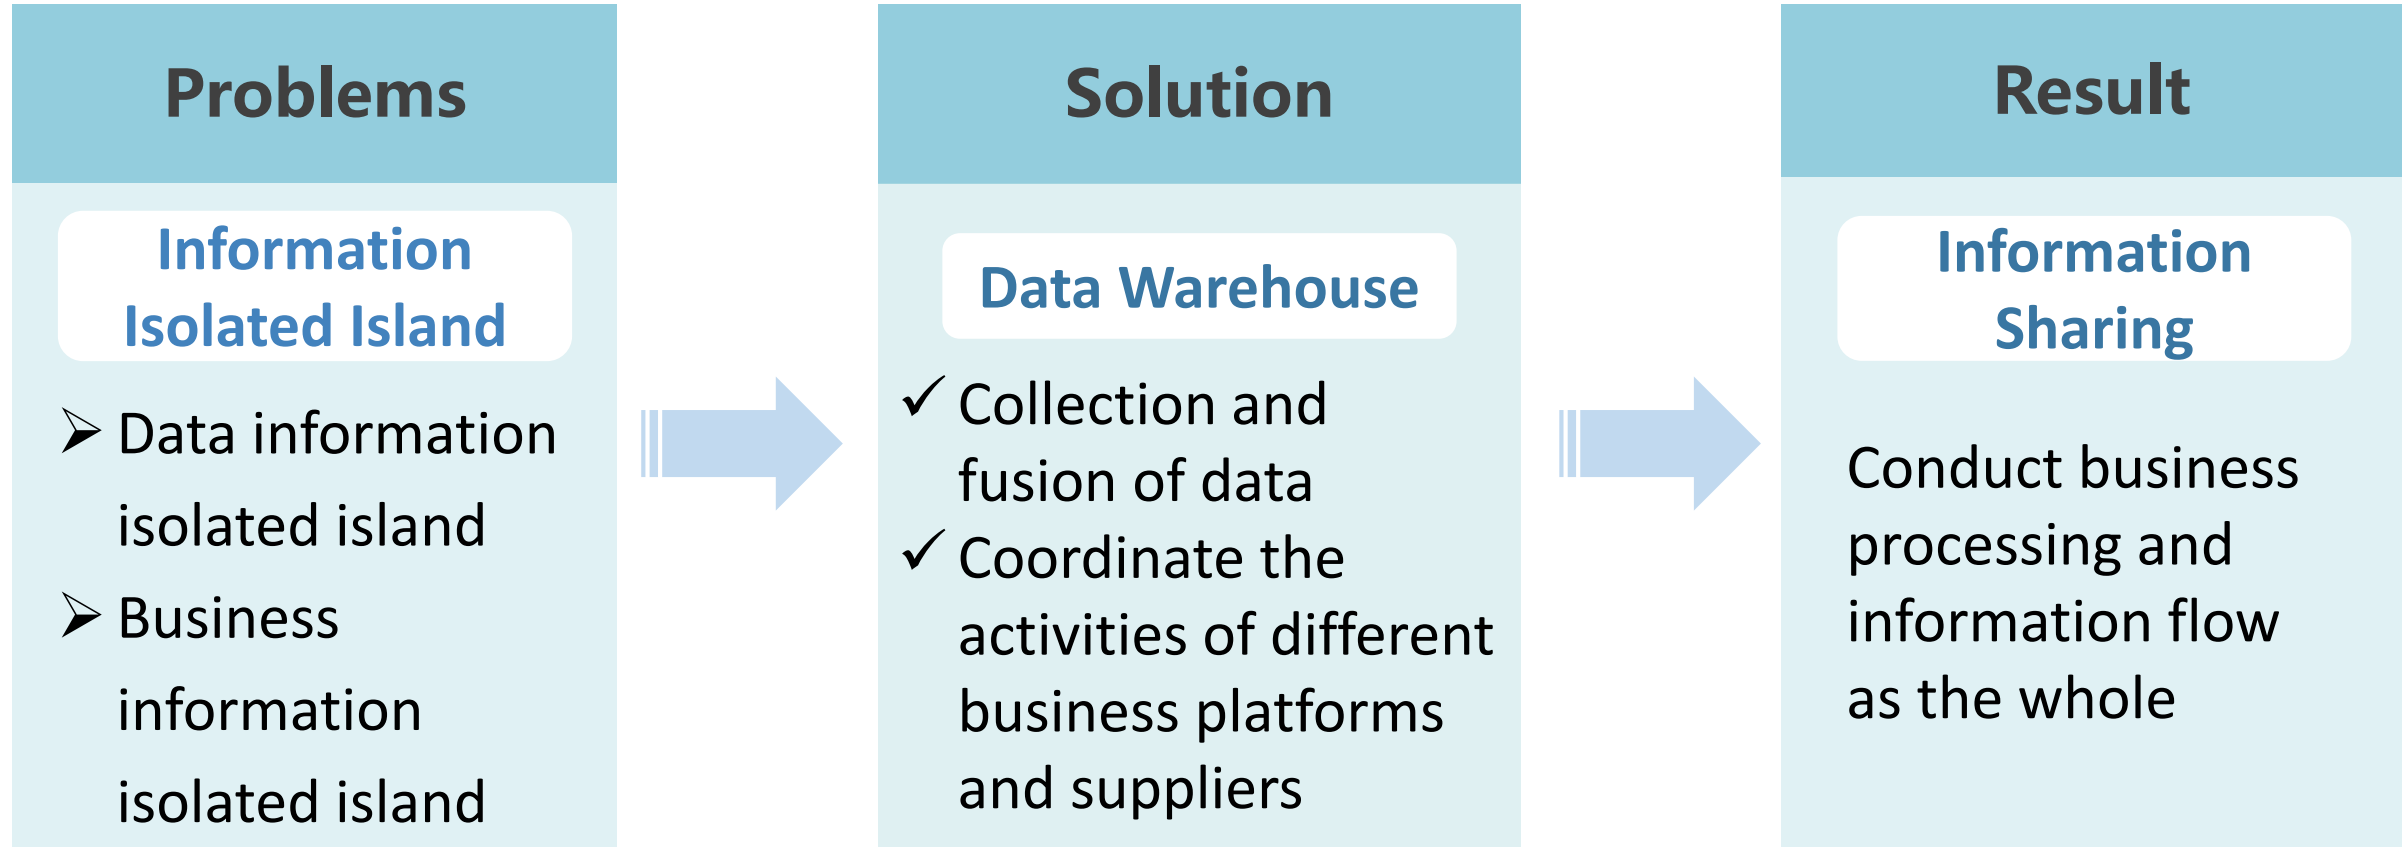 Problems
Information
Isolated Island
➢ Data information
isolated island
➢ Business
information
isolated island
Solution
Data Warehouse
✓ Collection and
fusion of data
✓ Coordinate the
activities of different
business platforms
and suppliers
Result
Information
Sharing
Conduct business
processing and
information flow
as the whole